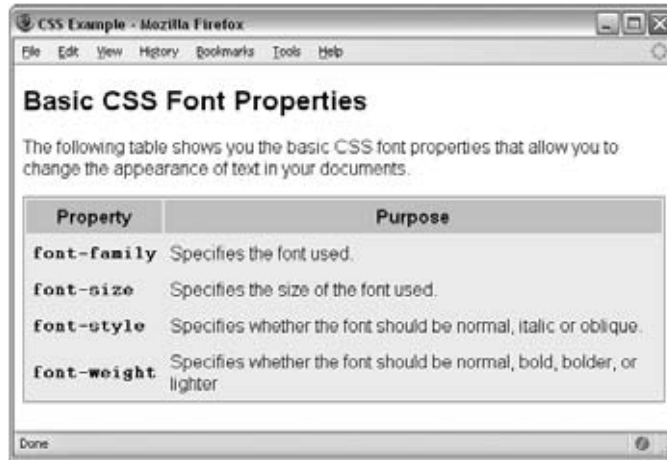 CSS Example - Mozilla Firefox
File Edit View History Bookmarks Tools Help
Basic CSS Font Properties
The following table shows you the basic CSS font properties that allow you to
change the appearance of text in your documents.
Property Purpose
font-family Specifies the font used.
font-size Specifies the size of the font used.
font-style Specifies whether the font should be normal, italic or oblique.
font-weight Specifies whether the font should be normal, bold, bolder, or
lighter
Done